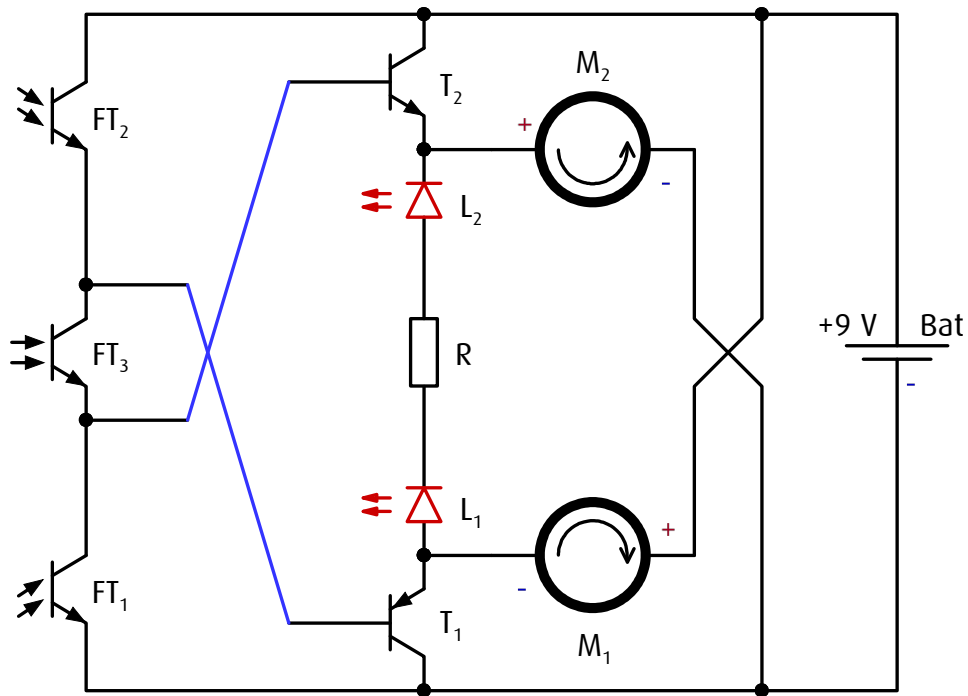 M₂
T₂
FT₂
+
-
L₂
+9 V Bat
FT₃
R
-
L₁
+
FT₁
-
T₁
M₁